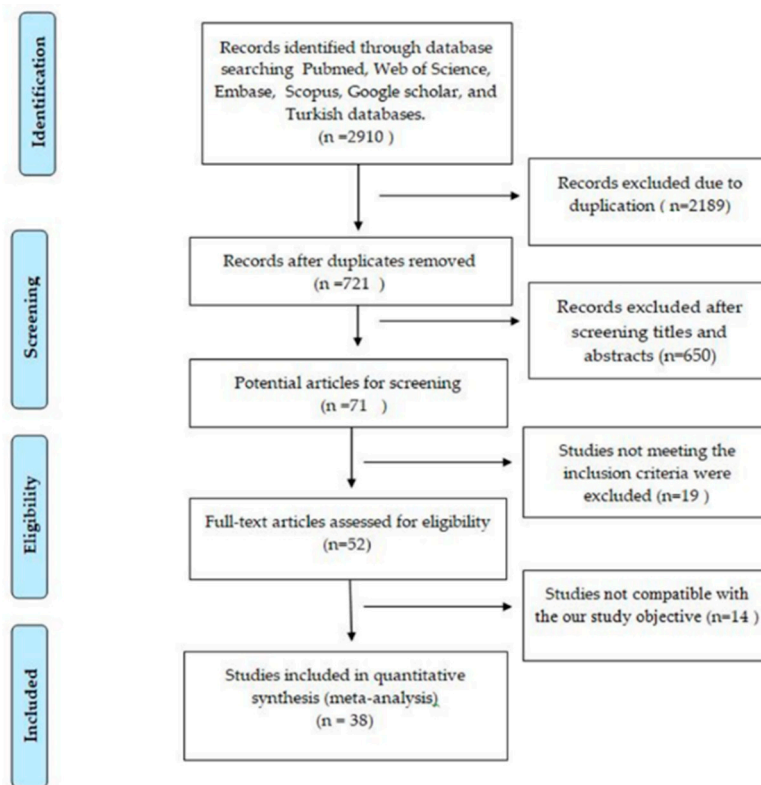 Identification
Records identified through database
searching Pubmed, Web of Science,
Embase, Scopus, Google scholar, and
Turkish databases.
(n =2910 )
Records excluded due to
duplication ( n=2189)
Screening
Records after duplicates removed
(n =721 )
Records excluded after
screening titles and
abstracts (n=650)
Potential articles for screening
(n =71 )
Eligibility
Studies not meeting the
inclusion criteria were
excluded (n=19 )
Full-text articles assessed for eligibility
(n=52)
Studies not compatible with
the our study objective (n=14 )
Included
Studies included in quantitative
synthesis (meta-analysis)
(n = 38)